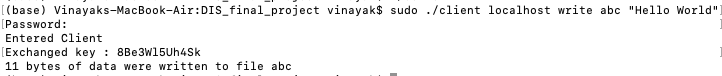 [(base) Vinayaks-MacBook-Air:DIS_final_project vinayak$ sudo ./client localhost write abc "Hello World"]
[Password:
Entered Client
[Exchanged key : 8Be3Wl5Uh4Sk
11 bytes of data were written to file abc